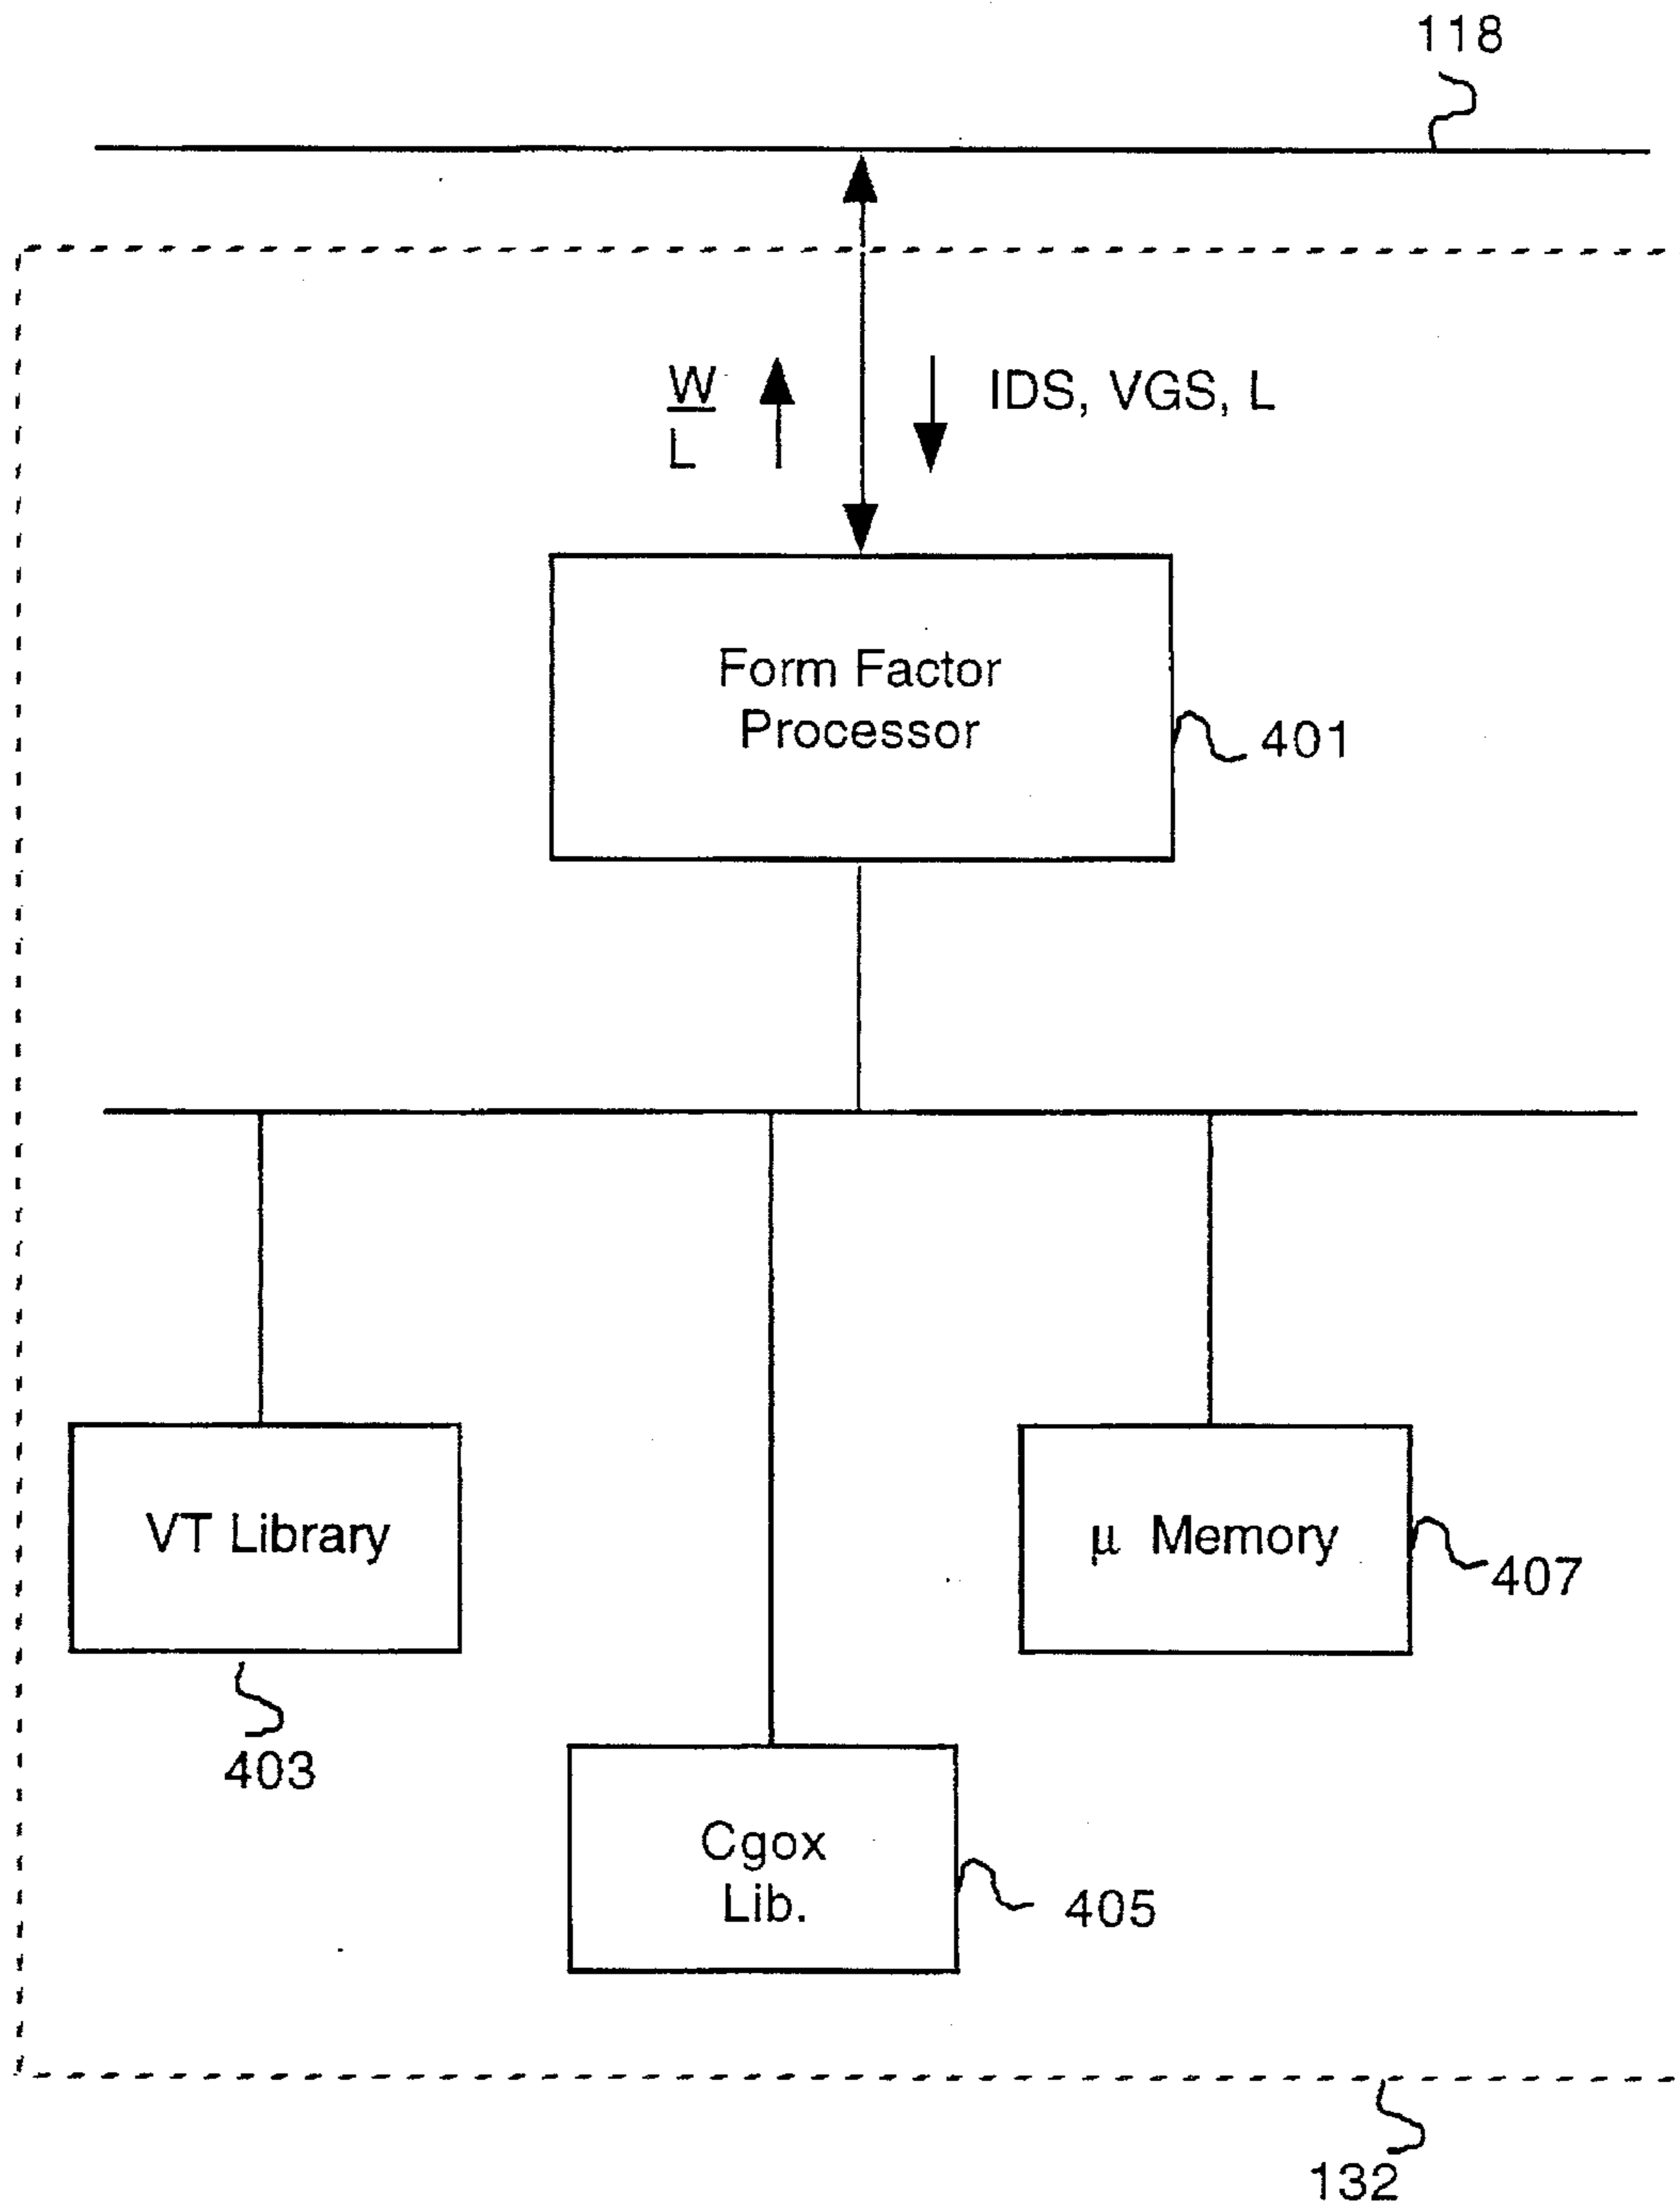 118
W
L
IDS, VGS, L
Form Factor
Processor
401
VT Library
µ Memory
407
403
Cgox
Lib.
405
132